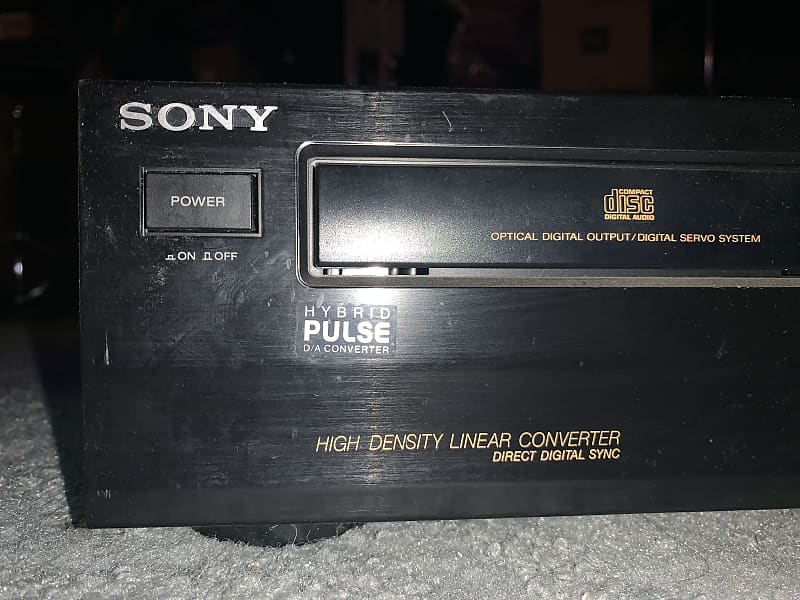 SONY
POWER
ON OFF
COMPACT
disc
DIGITAL AUDIO
OPTICAL DIGITAL OUTPUT/DIGITAL SERVO SYSTEM
HYBRID
PULSE
D/A CONVERTER
HIGH DENSITY LINEAR CONVERTER
DIRECT DIGITAL SYNC